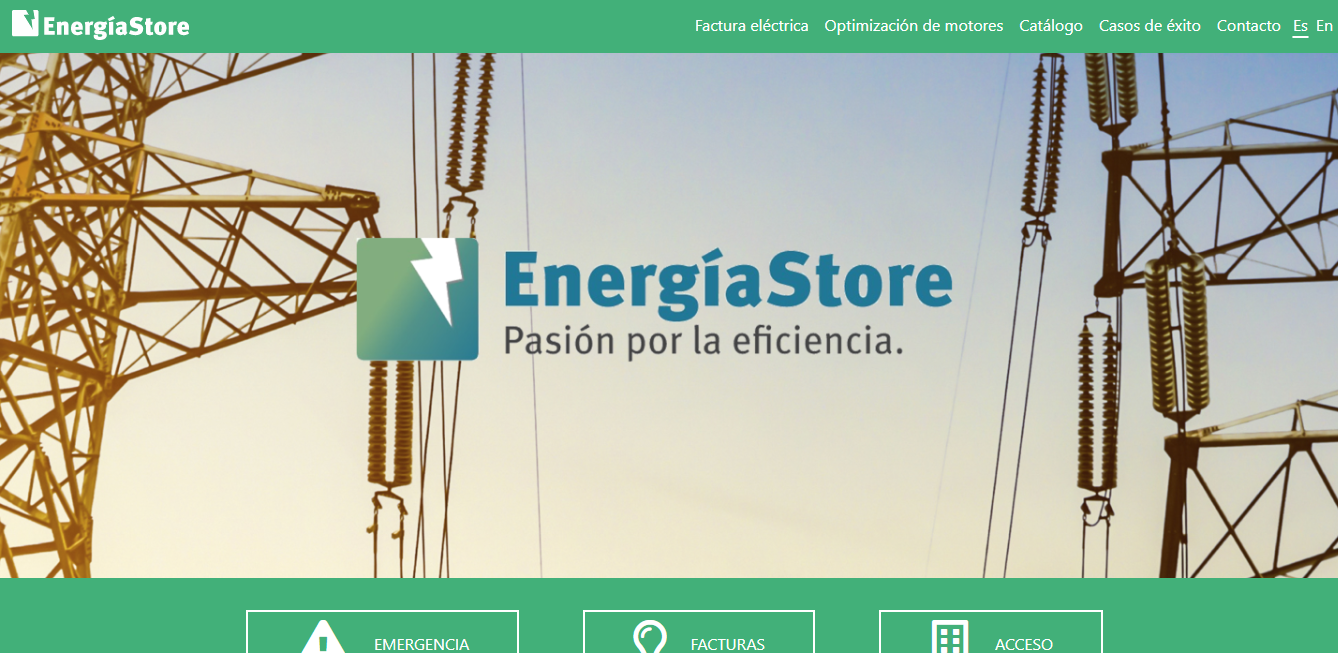 EnergíaStore
Factura eléctrica Optimización de motores Catálogo Casos de éxito Contacto Es En
EnergíaStore
Pasión por la eficiencia.
EMERGENCIA FACTURAS ACCESO